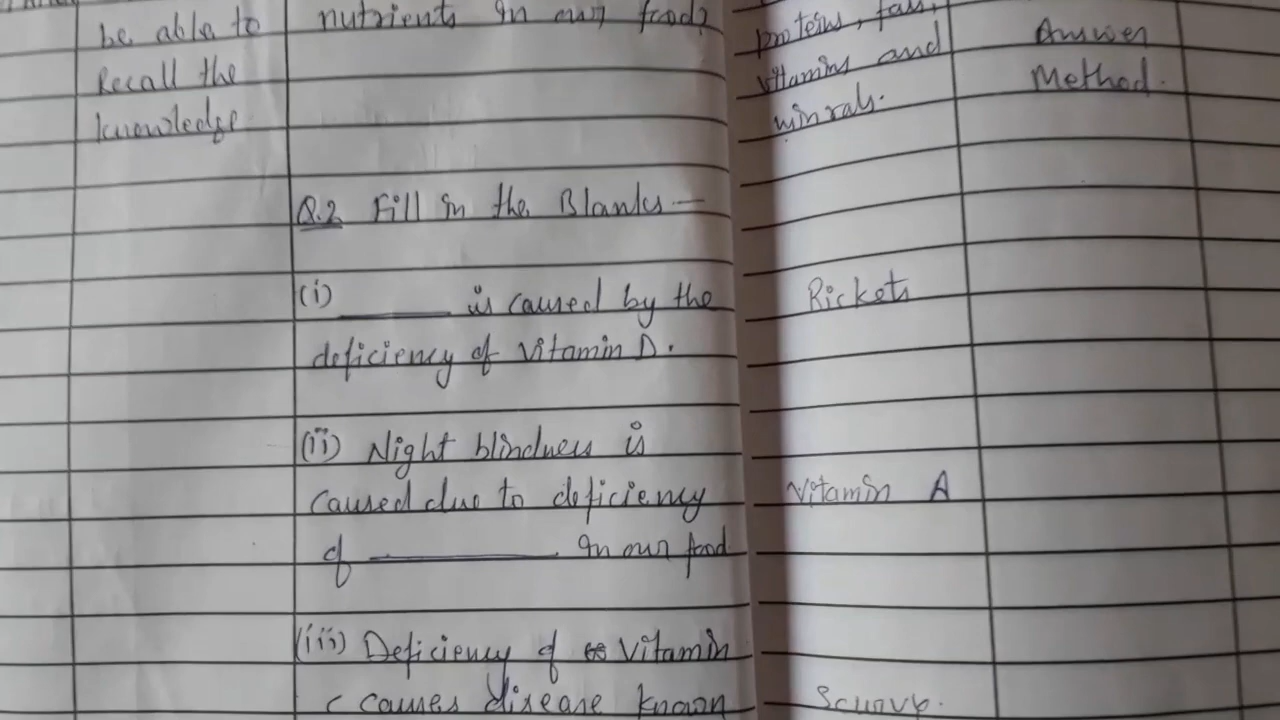 be able to
Recall the
knowledge
nutrients in our food?
proteins, fats,
vitamins and
minrals.
Answer
Method.
Q.2 Fill in the Blanks —
(i) ______ is caused by the
deficiency of Vitamin D.
Rickets
(ii) Night blindness is
caused due to deficiency
of ______ in our food
Vitamin A
(iii) Deficiency of Vitamin
C causes disease known
Scurvy.